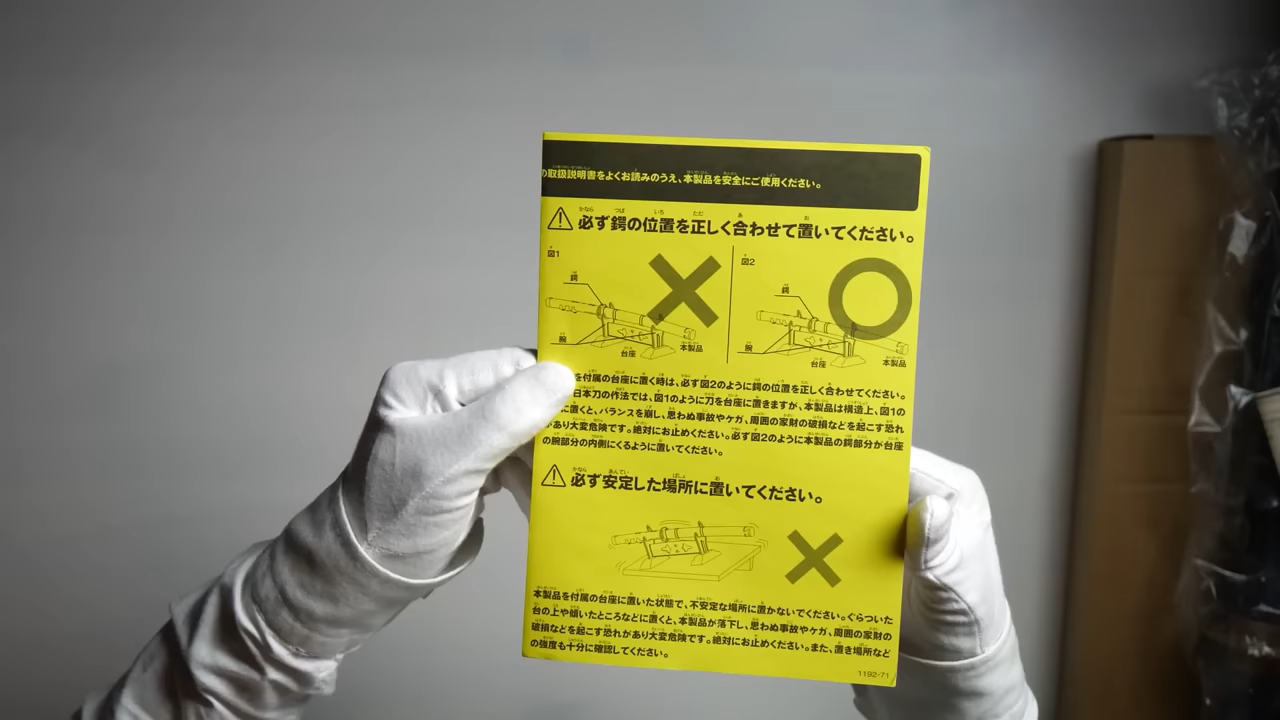 の取扱説明書をよくお読みのうえ、本製品を安全にご使用ください。
必ず鍔の位置を正しく合わせて置いてください。
図1
図2
鍔
鍔
腕
台座
本製品
腕
台座
本製品
を付属の台座に置く時は、必ず図2のように鍔の位置を正しく合わせてください。
日本刀の作法では、図1のように刀を台座に置きますが、本製品は構造上、図1の
に置くと、バランスを崩し、思わぬ事故やケガ、周囲の家財の破損などを起こす恐れ
があり大変危険です。絶対にお止めください。必ず図2のように本製品の鍔部分が台座
の腕部分の内側にくるように置いてください。
必ず安定した場所に置いてください。
本製品を付属の台座に置いた状態で、不安定な場所に置かないでください。ぐらついた
台の上や傾いたところなどに置くと、本製品が落下し、思わぬ事故やケガ、周囲の家財の
破損などを起こす恐れがあり大変危険です。絶対にお止めください。また、置き場所など
の強度も十分に確認してください。
1192-71